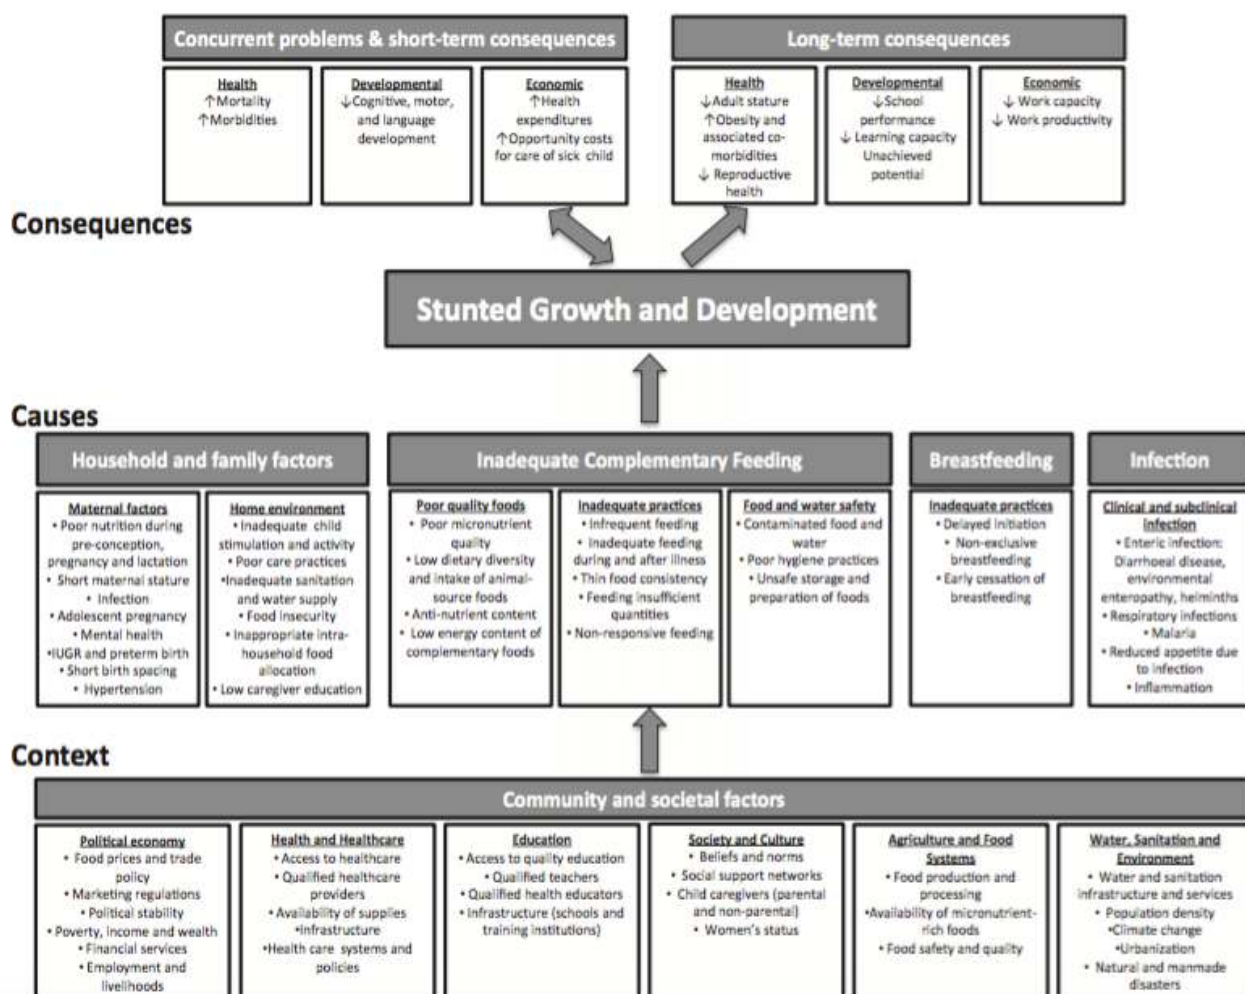 Concurrent problems & short-term consequences
Health
↑Mortality
↑Morbidities
Developmental
↓Cognitive, motor,
and language
development
Economic
↑Health
expenditures
↑Opportunity costs
for care of sick child
Long-term consequences
Health
↓Adult stature
↑Obesity and
associated co-
morbidities
↓ Reproductive
health
Developmental
↓School
performance
↓ Learning capacity
Unachieved
potential
Economic
↓ Work capacity
↓ Work productivity
Consequences
Stunted Growth and Development
Causes
Household and family factors
Maternal factors
• Poor nutrition during
pre-conception,
pregnancy and lactation
• Short maternal stature
• Infection
• Adolescent pregnancy
• Mental health
•IUGR and preterm birth
• Short birth spacing
• Hypertension
Home environment
• Inadequate child
stimulation and activity
• Poor care practices
•Inadequate sanitation
and water supply
• Food insecurity
• Inappropriate intra-
household food
allocation
• Low caregiver education
Inadequate Complementary Feeding
Poor quality foods
• Poor micronutrient
quality
• Low dietary diversity
and intake of animal-
source foods
• Anti-nutrient content
• Low energy content of
complementary foods
Inadequate practices
• Infrequent feeding
• Inadequate feeding
during and after illness
• Thin food consistency
• Feeding insufficient
quantities
• Non-responsive feeding
Food and water safety
• Contaminated food and
water
• Poor hygiene practices
• Unsafe storage and
preparation of foods
Breastfeeding
Inadequate practices
• Delayed initiation
• Non-exclusive
breastfeeding
• Early cessation of
breastfeeding
Infection
Clinical and subclinical
infection
• Enteric infection:
Diarrhoeal disease,
environmental
enteropathy, helminths
• Respiratory infections
• Malaria
• Reduced appetite due
to infection
• Inflammation
Context
Community and societal factors
Political economy
• Food prices and trade
policy
• Marketing regulations
• Political stability
• Poverty, income and wealth
• Financial services
• Employment and
livelihoods
Health and Healthcare
• Access to healthcare
• Qualified healthcare
providers
• Availability of supplies
•Infrastructure
•Health care systems and
policies
Education
• Access to quality education
• Qualified teachers
• Qualified health educators
• Infrastructure (schools and
training institutions)
Society and Culture
• Beliefs and norms
• Social support networks
• Child caregivers (parental
and non-parental)
• Women's status
Agriculture and Food
Systems
• Food production and
processing
•Availability of micronutrient-
rich foods
• Food safety and quality
Water, Sanitation and
Environment
• Water and sanitation
infrastructure and services
• Population density
•Climate change
•Urbanization
• Natural and manmade
disasters